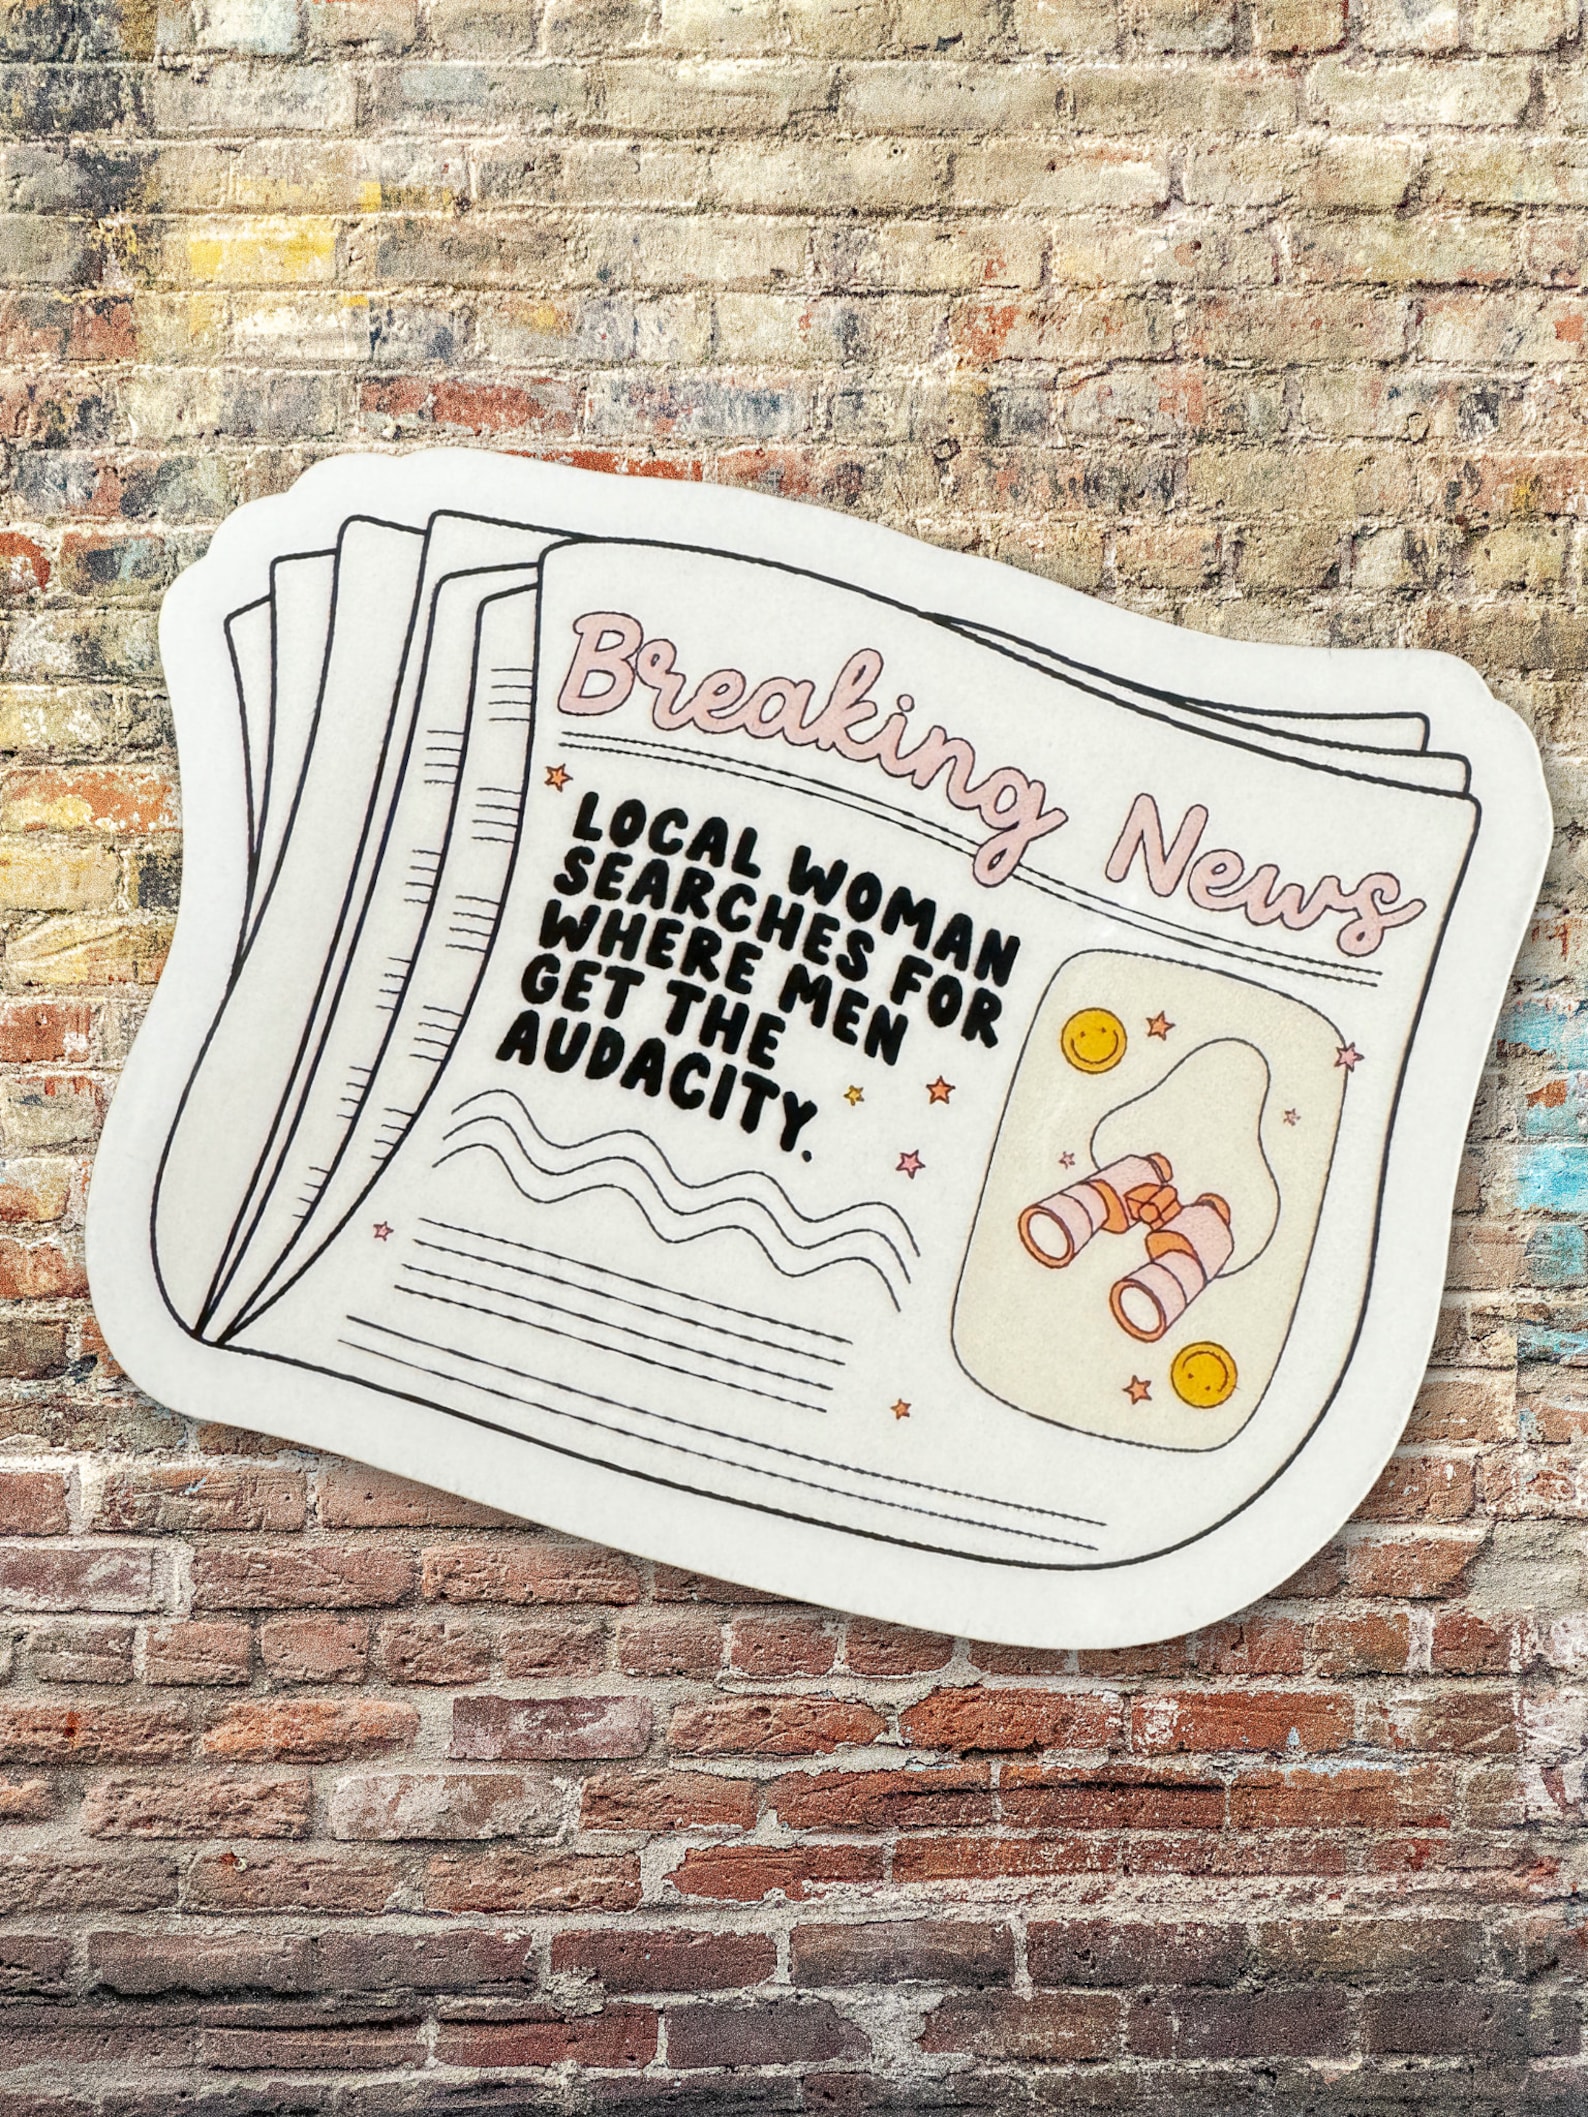 Breaking News
LOCAL WOMAN
SEARCHES FOR
WHERE MEN
GET THE
AUDACITY.